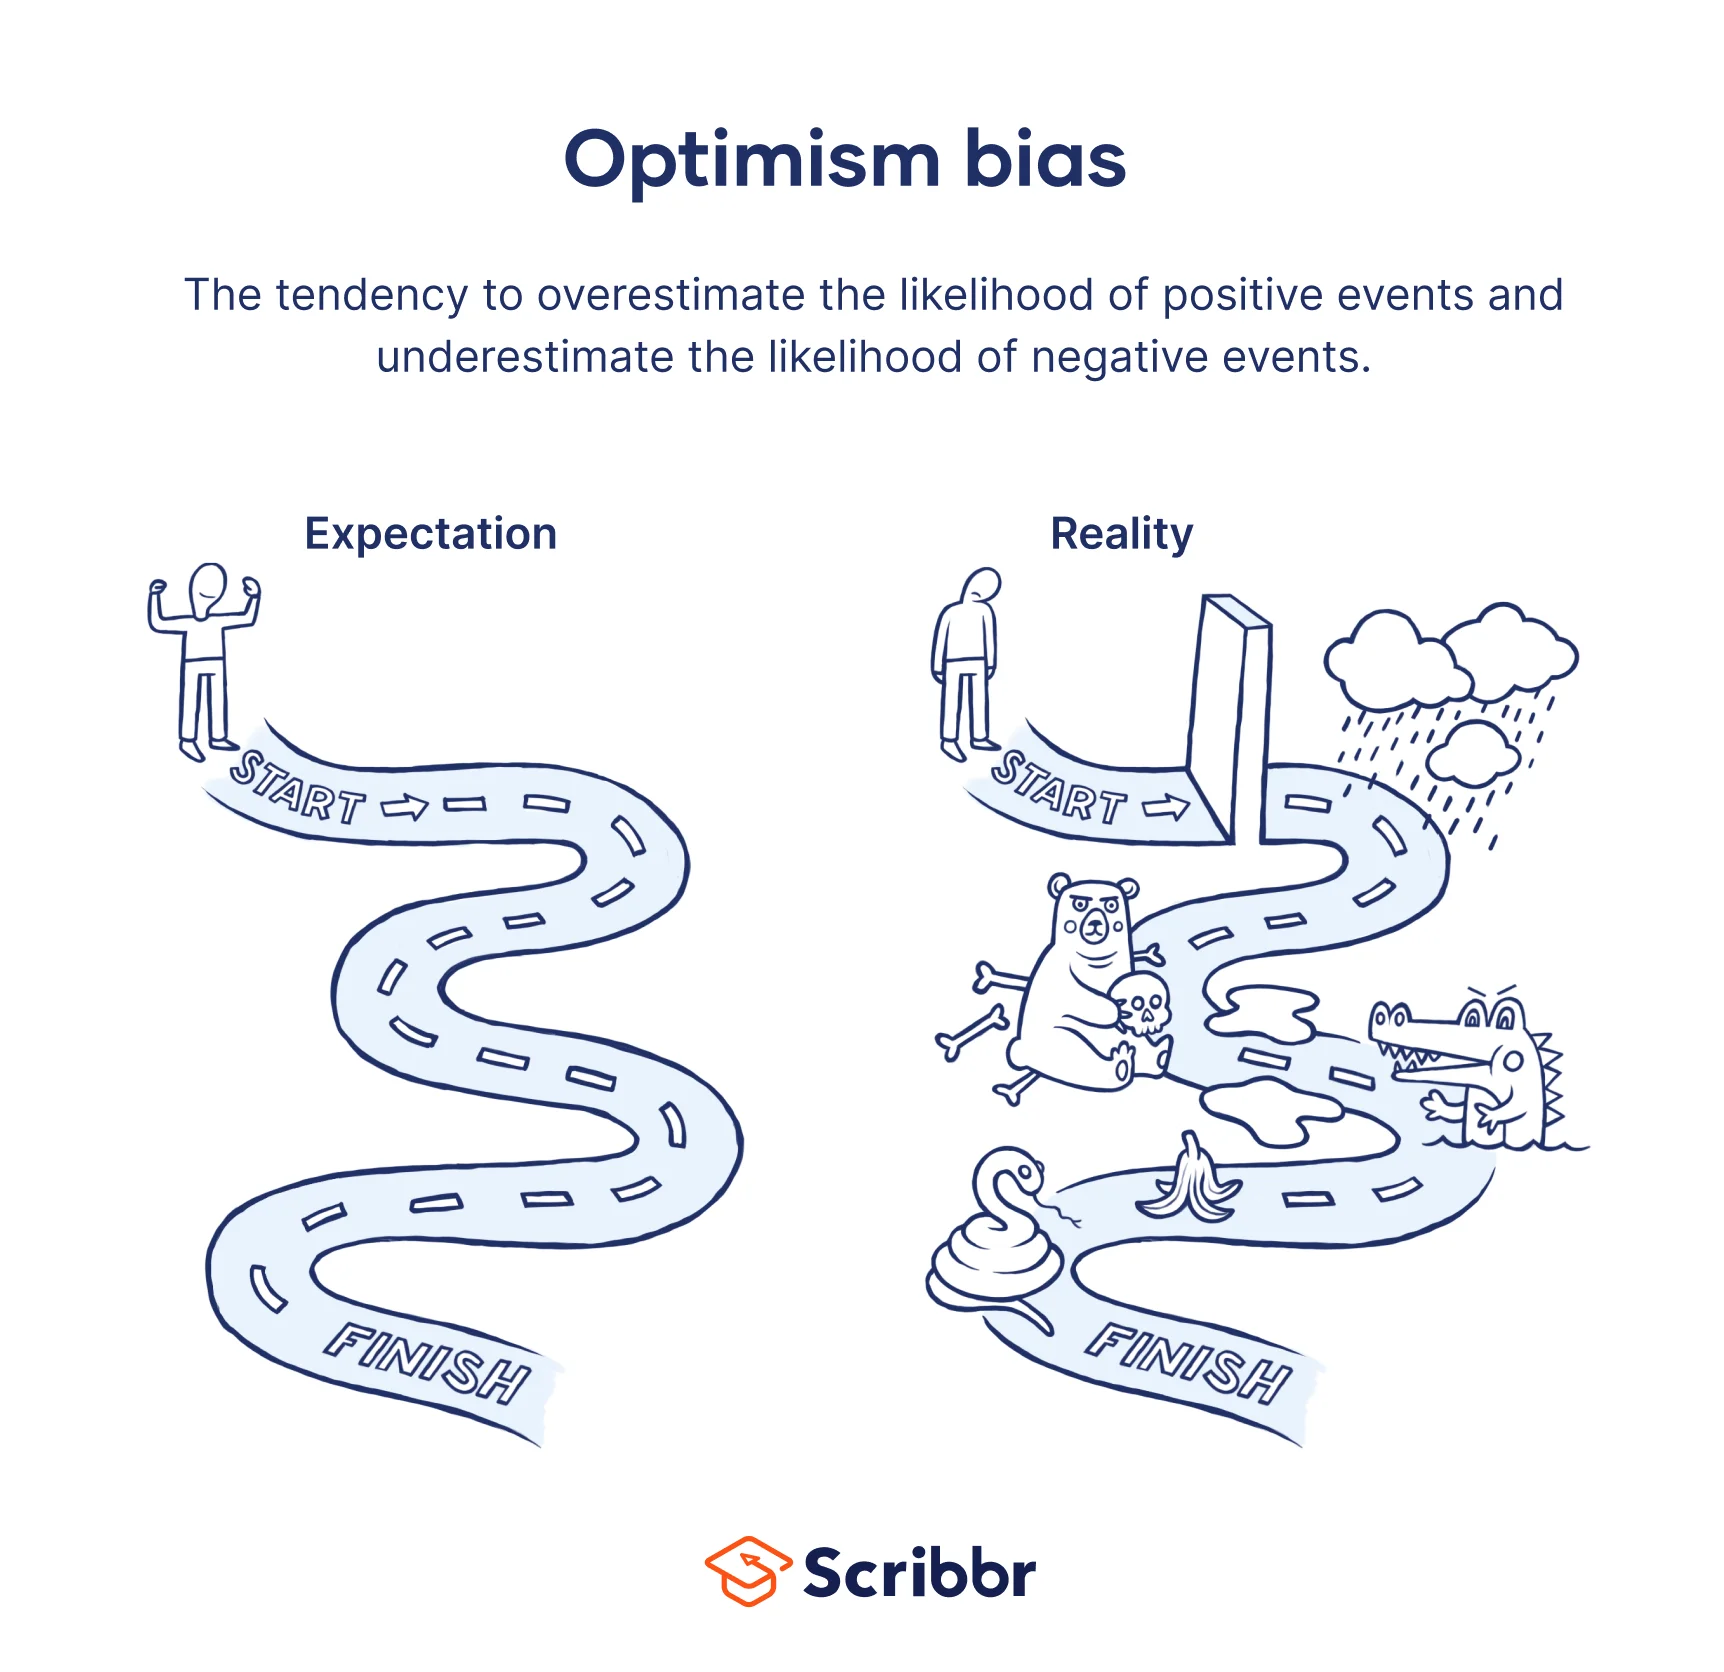 Optimism bias
The tendency to overestimate the likelihood of positive events and
underestimate the likelihood of negative events.
Expectation
START
FINISH
Reality
START
FINISH
Scribbr